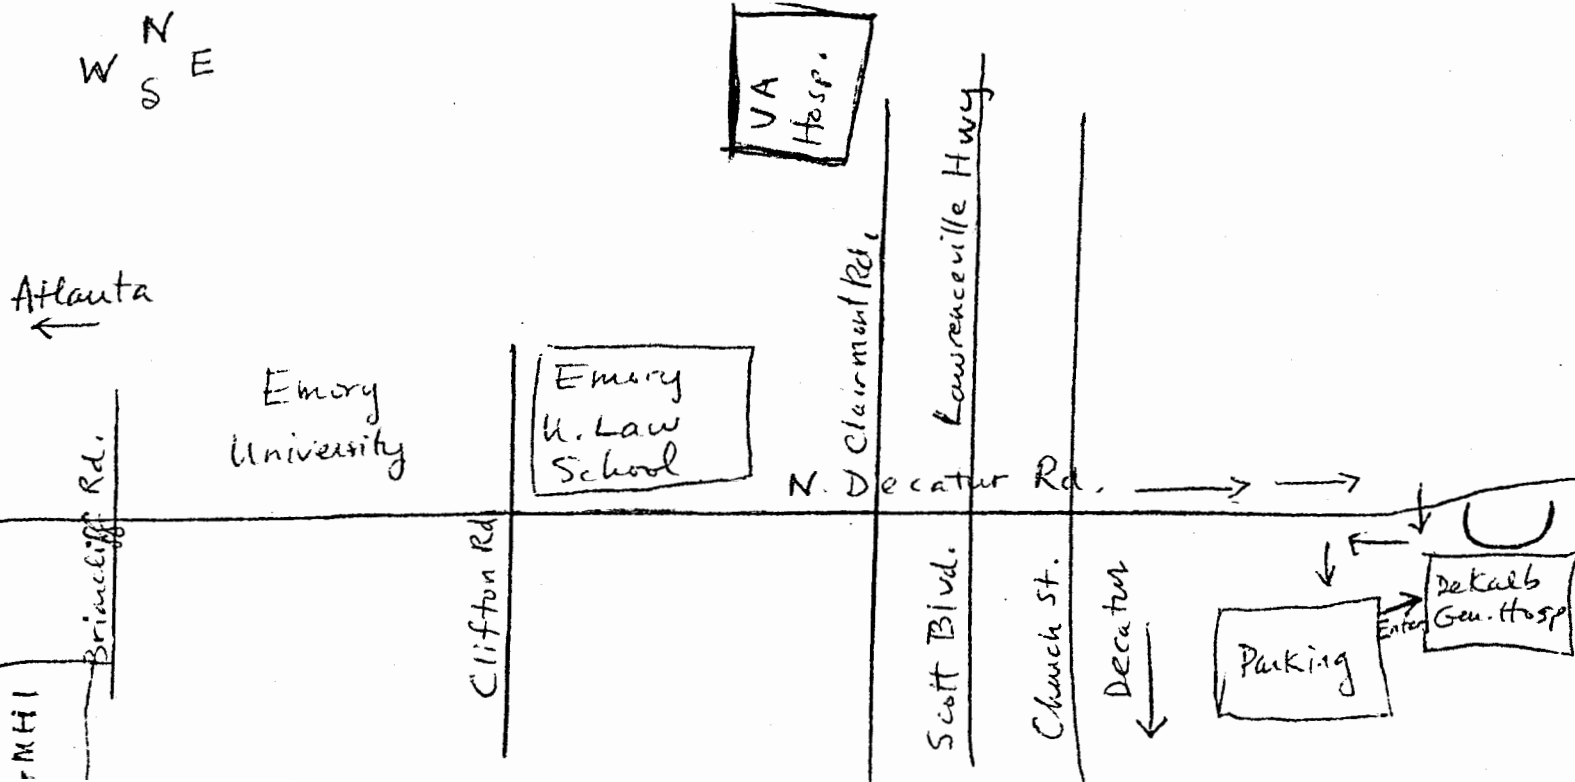 N
W E
S
VA
Hosp.
Atlanta
Emory
University
Emory
U. Law
School
Clairmont Rd.
Lawrenceville Hwy
N. Decatur Rd.
Briarcliff Rd.
Clifton Rd
Scott Blvd.
Church St.
Decatur
Parking
Enter
DeKalb
Gen. Hosp